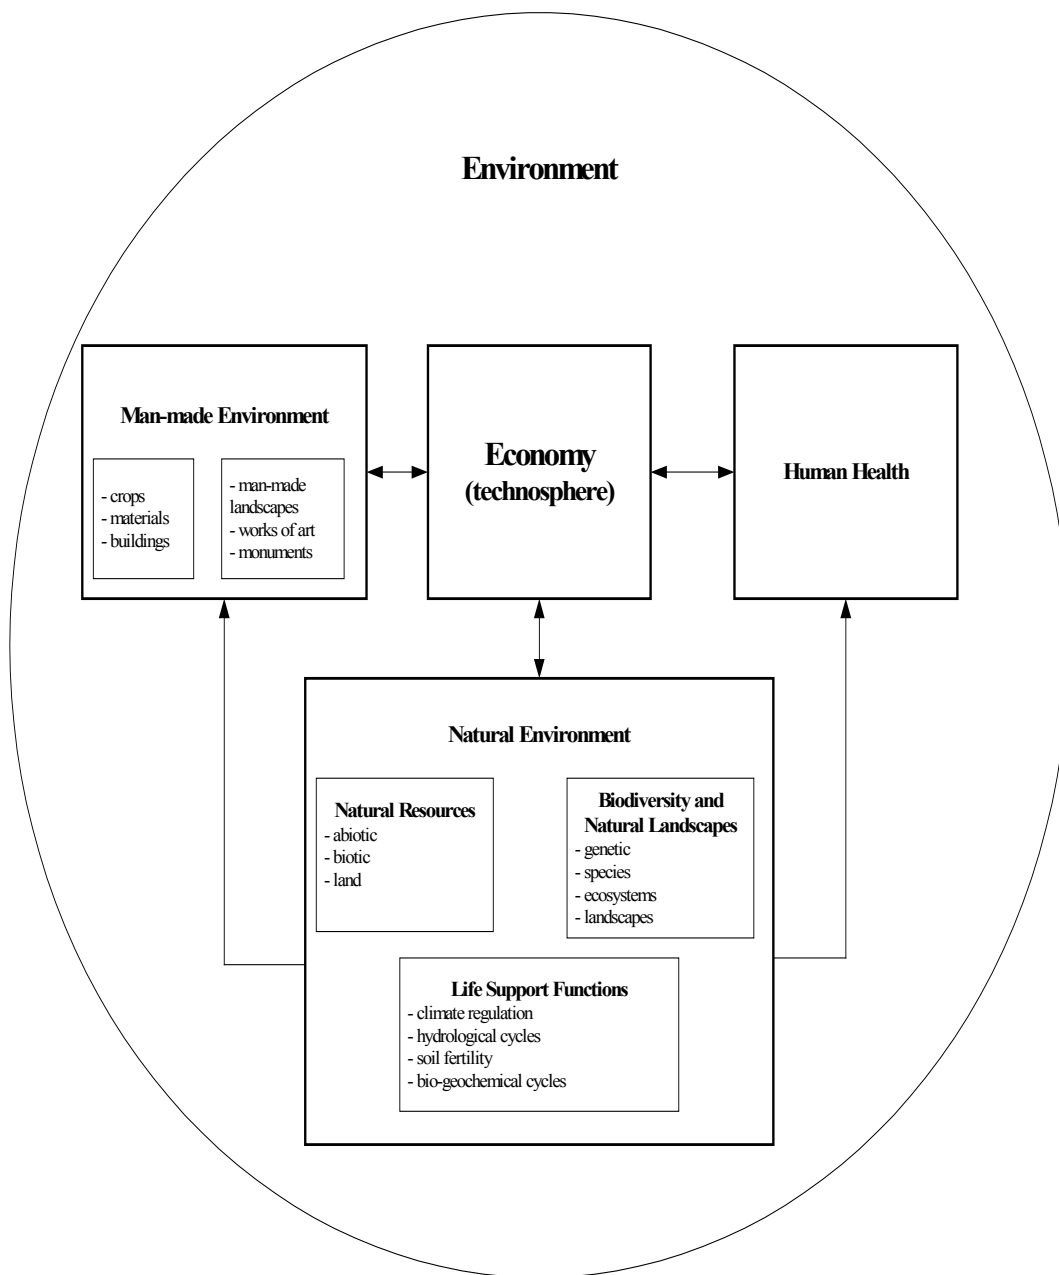 Environment
Man-made Environment
- crops
- materials
- buildings
- man-made
landscapes
- works of art
- monuments
Economy
(technosphere)
Human Health
Natural Environment
Natural Resources
- abiotic
- biotic
- land
Biodiversity and
Natural Landscapes
- genetic
- species
- ecosystems
- landscapes
Life Support Functions
- climate regulation
- hydrological cycles
- soil fertility
- bio-geochemical cycles